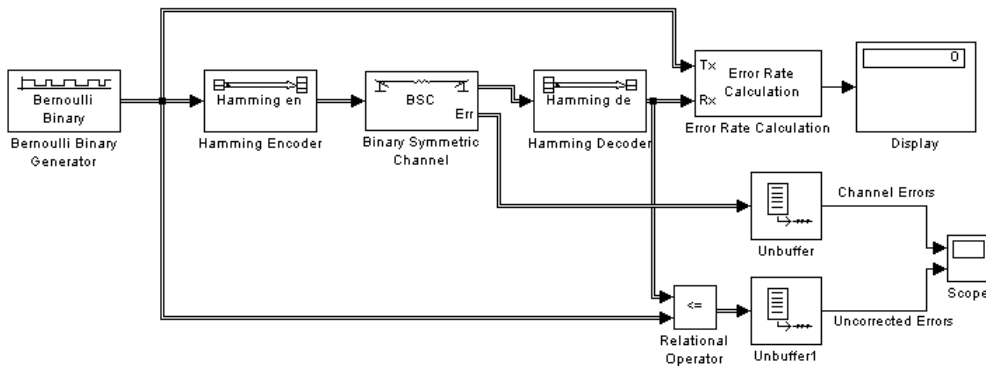 Bernoulli
Binary
Bernoulli Binary
Generator
Hamming en
Hamming Encoder
BSC
Err
Binary Symmetric
Channel
Hamming de
Hamming Decoder
Tx
Rx
Error Rate
Calculation
Error Rate Calculation
0
Display
Unbuffer
Channel Errors
Scope
<=
Relational
Operator
Unbuffer1
Uncorrected Errors